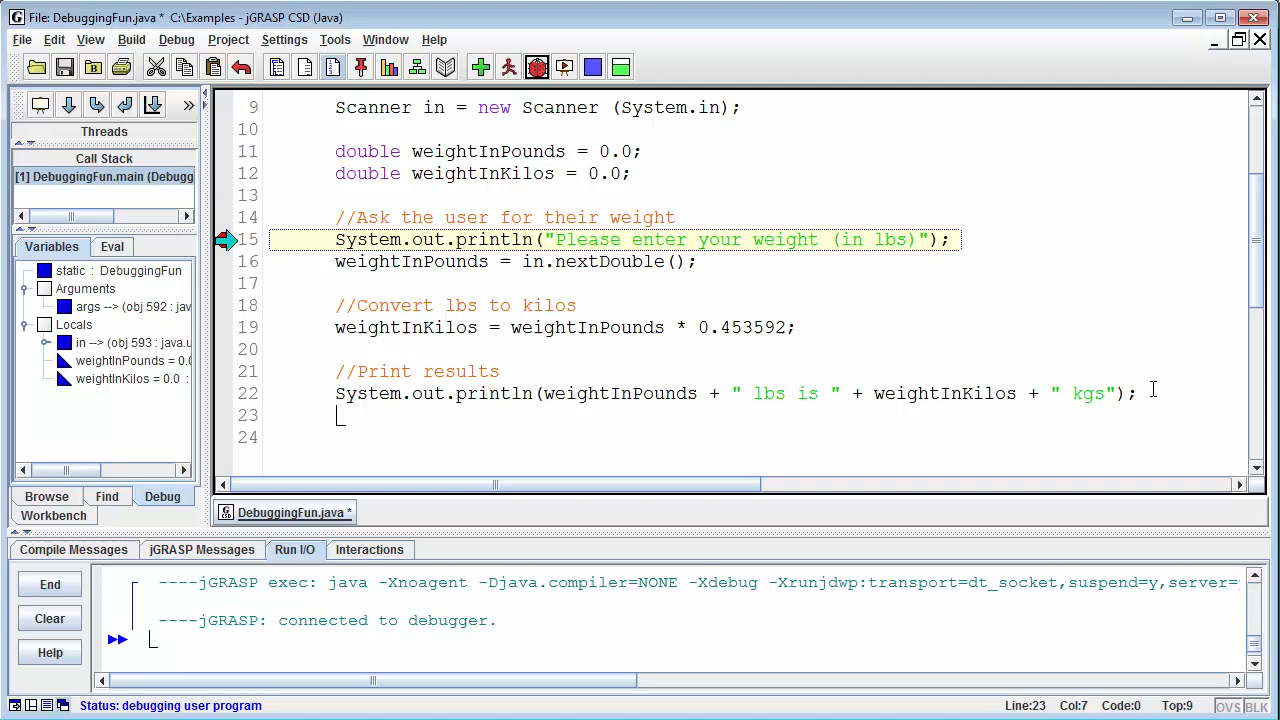 File: DebuggingFun.java * C:\Examples - jGRASP CSD (Java)
File Edit View Build Debug Project Settings Tools Window Help
»
Threads
Call Stack
[1] DebuggingFun.main (Debugg
Variables Eval
static : DebuggingFun
Arguments
args --> (obj 592 : jav
Locals
in --> (obj 593 : java.u
weightInPounds = 0.0
weightInKilos = 0.0 :
Browse Find Debug
Workbench
9 Scanner in = new Scanner (System.in);
10
11 double weightInPounds = 0.0;
12 double weightInKilos = 0.0;
13
14 //Ask the user for their weight
15 System.out.println("Please enter your weight (in lbs)");
16 weightInPounds = in.nextDouble();
17
18 //Convert lbs to kilos
19 weightInKilos = weightInPounds * 0.453592;
20
21 //Print results
22 System.out.println(weightInPounds + " lbs is " + weightInKilos + " kgs");
23
24
DebuggingFun.java *
Compile Messages jGRASP Messages Run I/O Interactions
End
Clear
Help
----jGRASP exec: java -Xnoagent -Djava.compiler=NONE -Xdebug -Xrunjdwp:transport=dt_socket,suspend=y,server=
----jGRASP: connected to debugger.
Status: debugging user program
Line:23 Col:7 Code:0 Top:9 OVS BLK